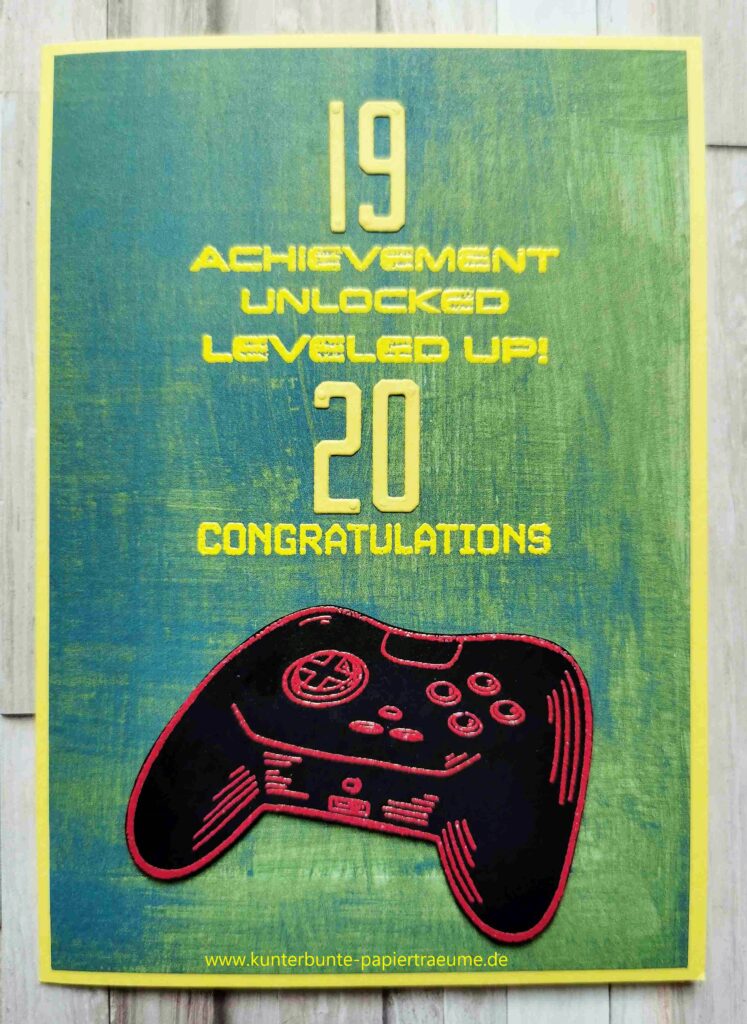 19
ACHIEVEMENT
UNLOCKED
LEVELED UP!
20
CONGRATULATIONS
www.kunterbunte-papiertraeume.de